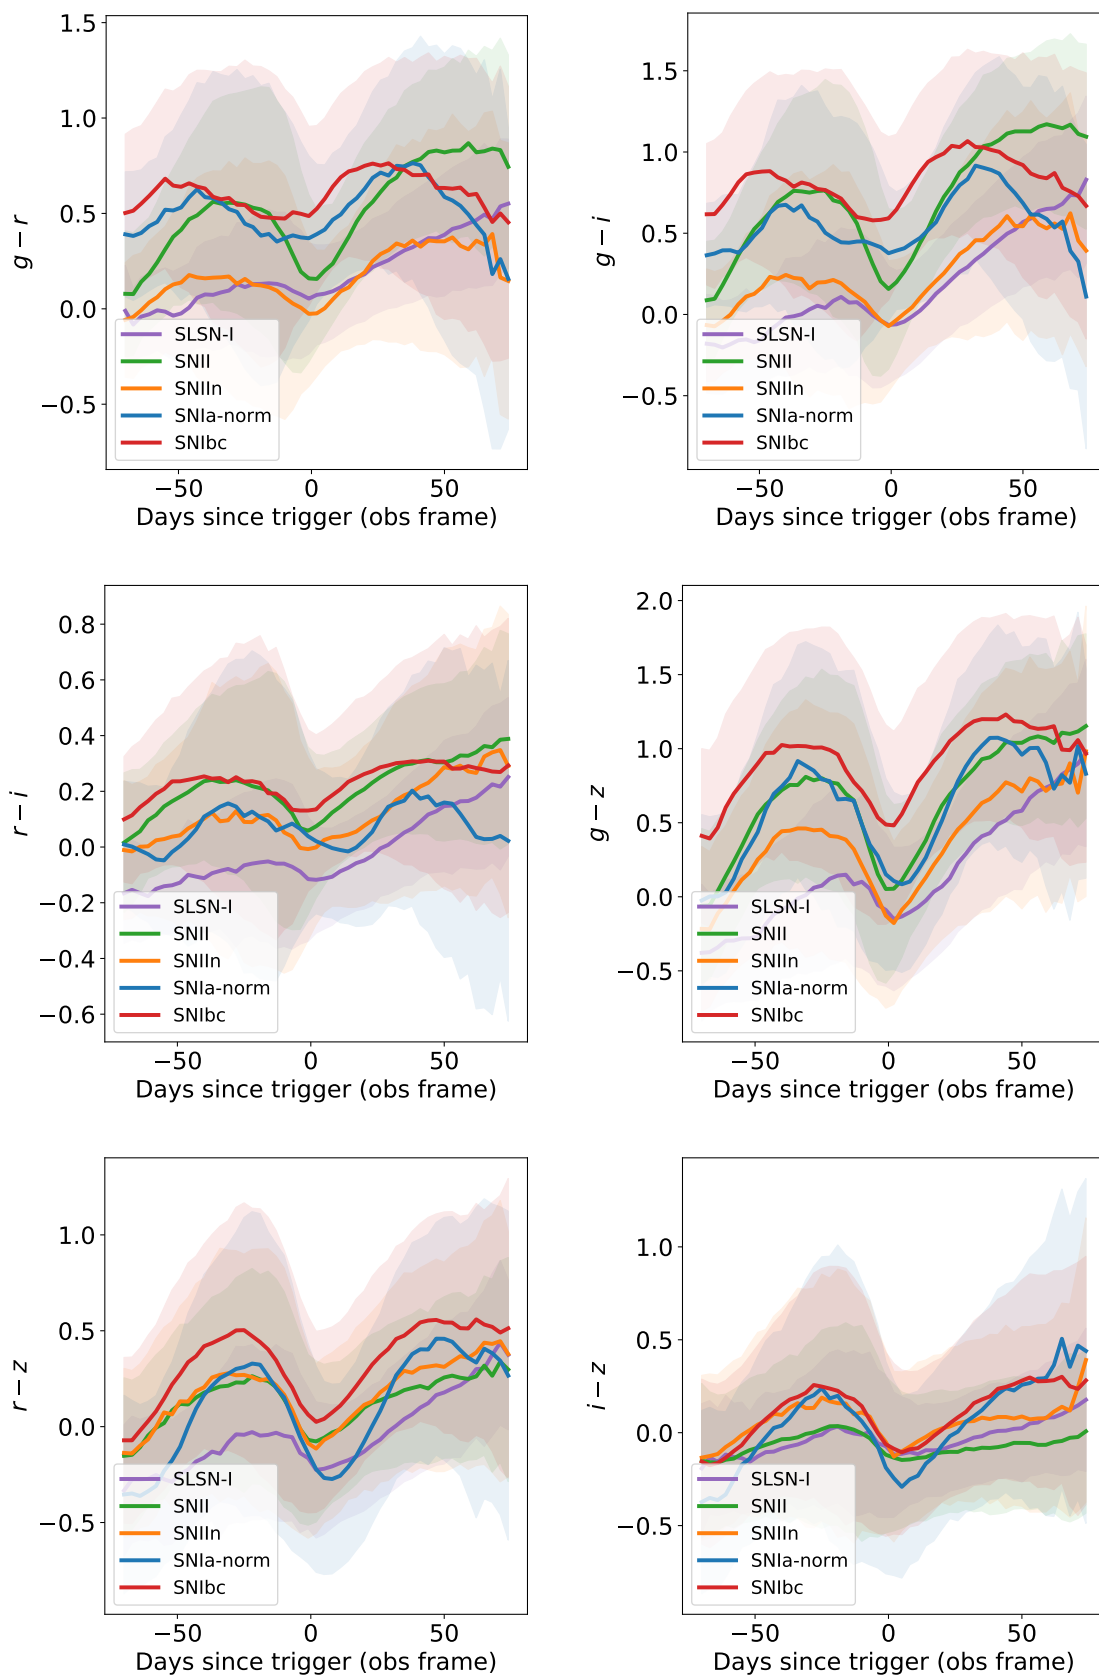 1.5
1.0
0.5
0.0
−0.5
g − r
SLSN-I
SNII
SNIIn
SNIa-norm
SNIbc
−50 0 50
Days since trigger (obs frame)
1.5
1.0
0.5
0.0
−0.5
g − i
SLSN-I
SNII
SNIIn
SNIa-norm
SNIbc
−50 0 50
Days since trigger (obs frame)
0.8
0.6
0.4
0.2
0.0
−0.2
−0.4
−0.6
r − i
SLSN-I
SNII
SNIIn
SNIa-norm
SNIbc
−50 0 50
Days since trigger (obs frame)
2.0
1.5
1.0
0.5
0.0
−0.5
g − z
SLSN-I
SNII
SNIIn
SNIa-norm
SNIbc
−50 0 50
Days since trigger (obs frame)
1.0
0.5
0.0
−0.5
r − z
SLSN-I
SNII
SNIIn
SNIa-norm
SNIbc
−50 0 50
Days since trigger (obs frame)
1.0
0.5
0.0
−0.5
i − z
SLSN-I
SNII
SNIIn
SNIa-norm
SNIbc
−50 0 50
Days since trigger (obs frame)